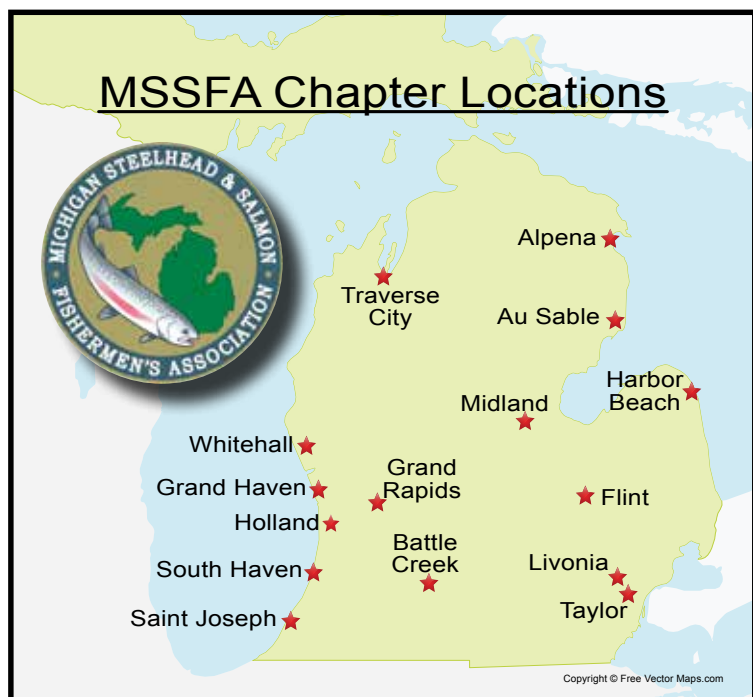 MSSFA Chapter Locations
MICHIGAN STEELHEAD & SALMON
FISHERMEN'S ASSOCIATION
Alpena
Traverse
City
Au Sable
Harbor
Beach
Midland
Whitehall
Grand
Rapids
Grand Haven
Flint
Holland
Battle
Creek
South Haven
Livonia
Taylor
Saint Joseph
Copyright © Free Vector Maps.com